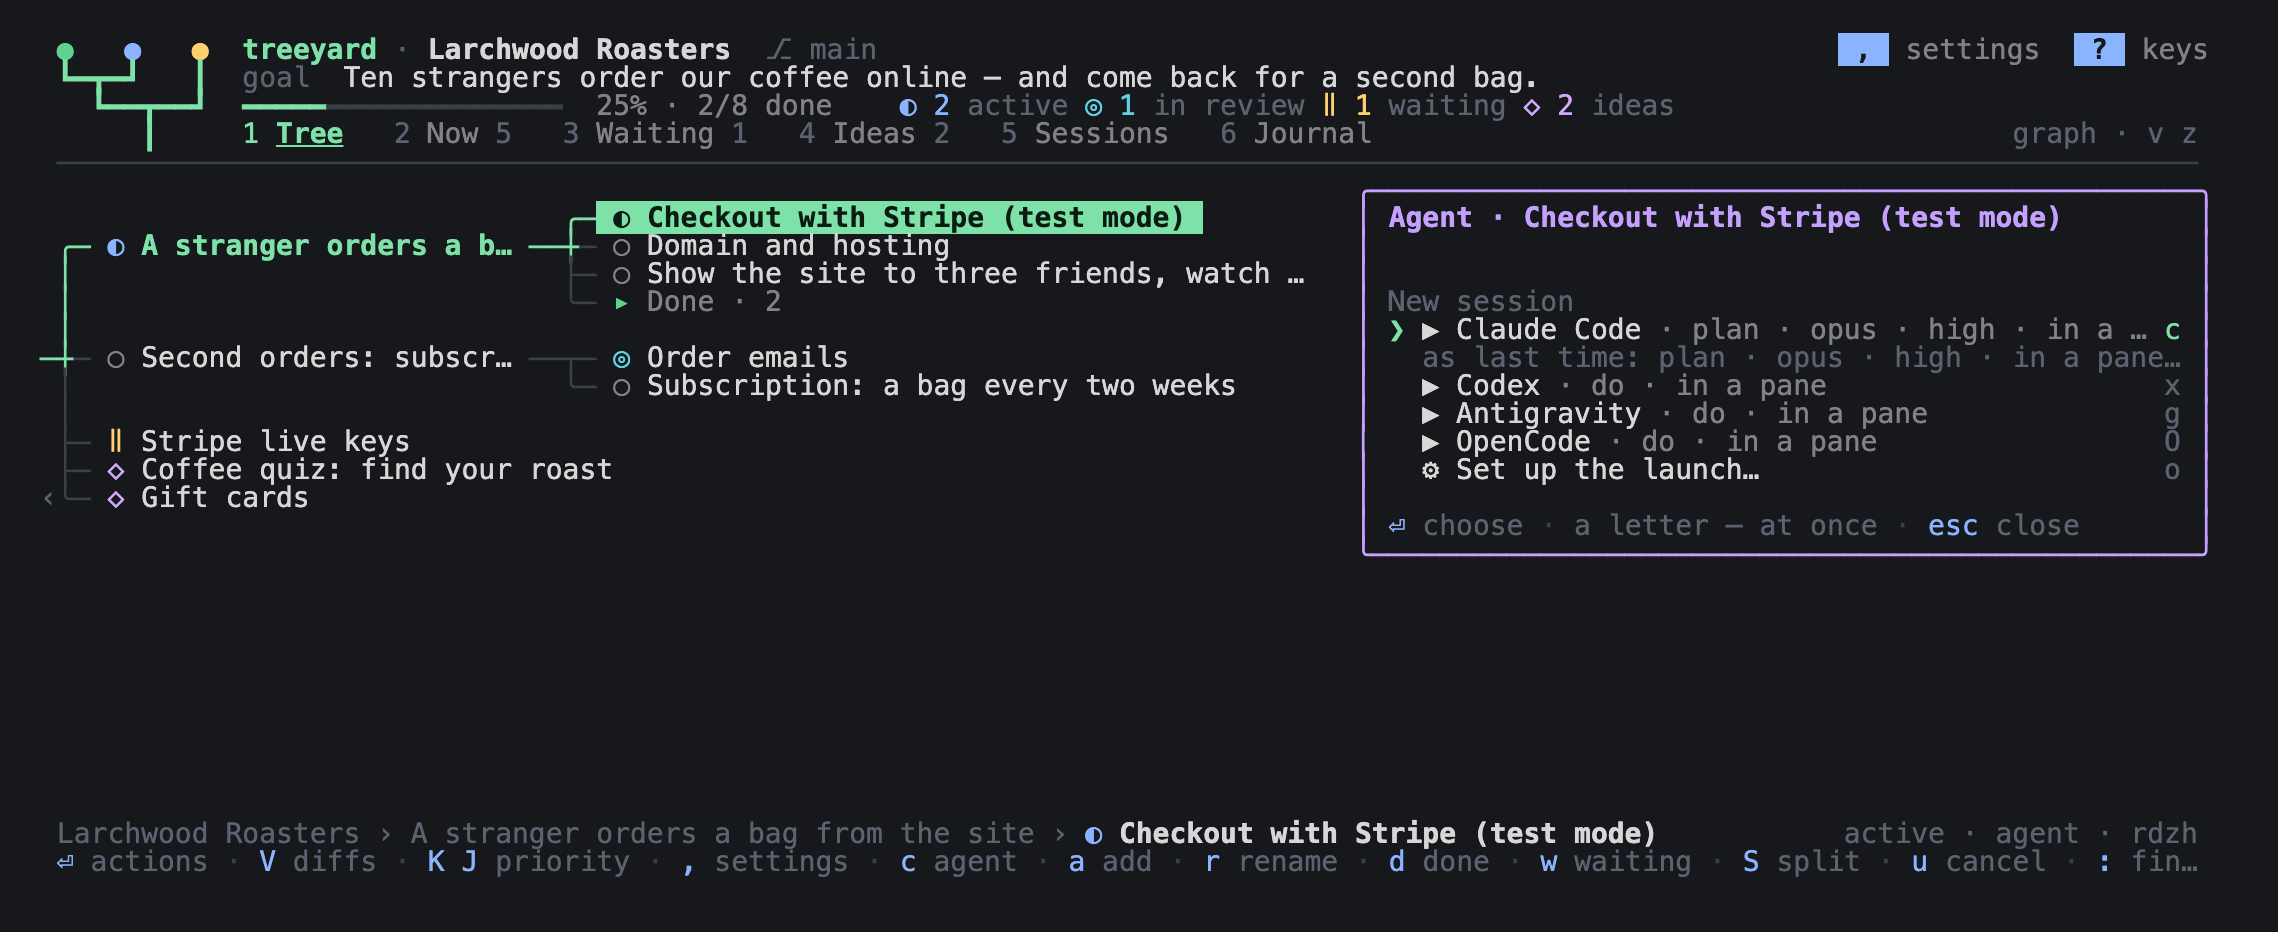 treeyard · Larchwood Roasters ⎇ main
, settings ? keys
goal Ten strangers order our coffee online — and come back for a second bag.
25% · 2/8 done ◐ 2 active ◎ 1 in review ‖ 1 waiting ◇ 2 ideas
1 Tree 2 Now 5 3 Waiting 1 4 Ideas 2 5 Sessions 6 Journal
graph · v z
◐ Checkout with Stripe (test mode)
◐ A stranger orders a b…
○ Domain and hosting
○ Show the site to three friends, watch …
▸ Done · 2
○ Second orders: subscr…
◎ Order emails
○ Subscription: a bag every two weeks
‖ Stripe live keys
◇ Coffee quiz: find your roast
‹ ◇ Gift cards
Agent · Checkout with Stripe (test mode)
New session
❯ ▶ Claude Code · plan · opus · high · in a … c
as last time: plan · opus · high · in a pane…
▶ Codex · do · in a pane x
▶ Antigravity · do · in a pane g
▶ OpenCode · do · in a pane O
⚙ Set up the launch… o
⏎ choose · a letter — at once · esc close
Larchwood Roasters › A stranger orders a bag from the site › ◐ Checkout with Stripe (test mode)
active · agent · rdzh
⏎ actions · V diffs · K J priority · , settings · c agent · a add · r rename · d done · w waiting · S split · u cancel · : fin…